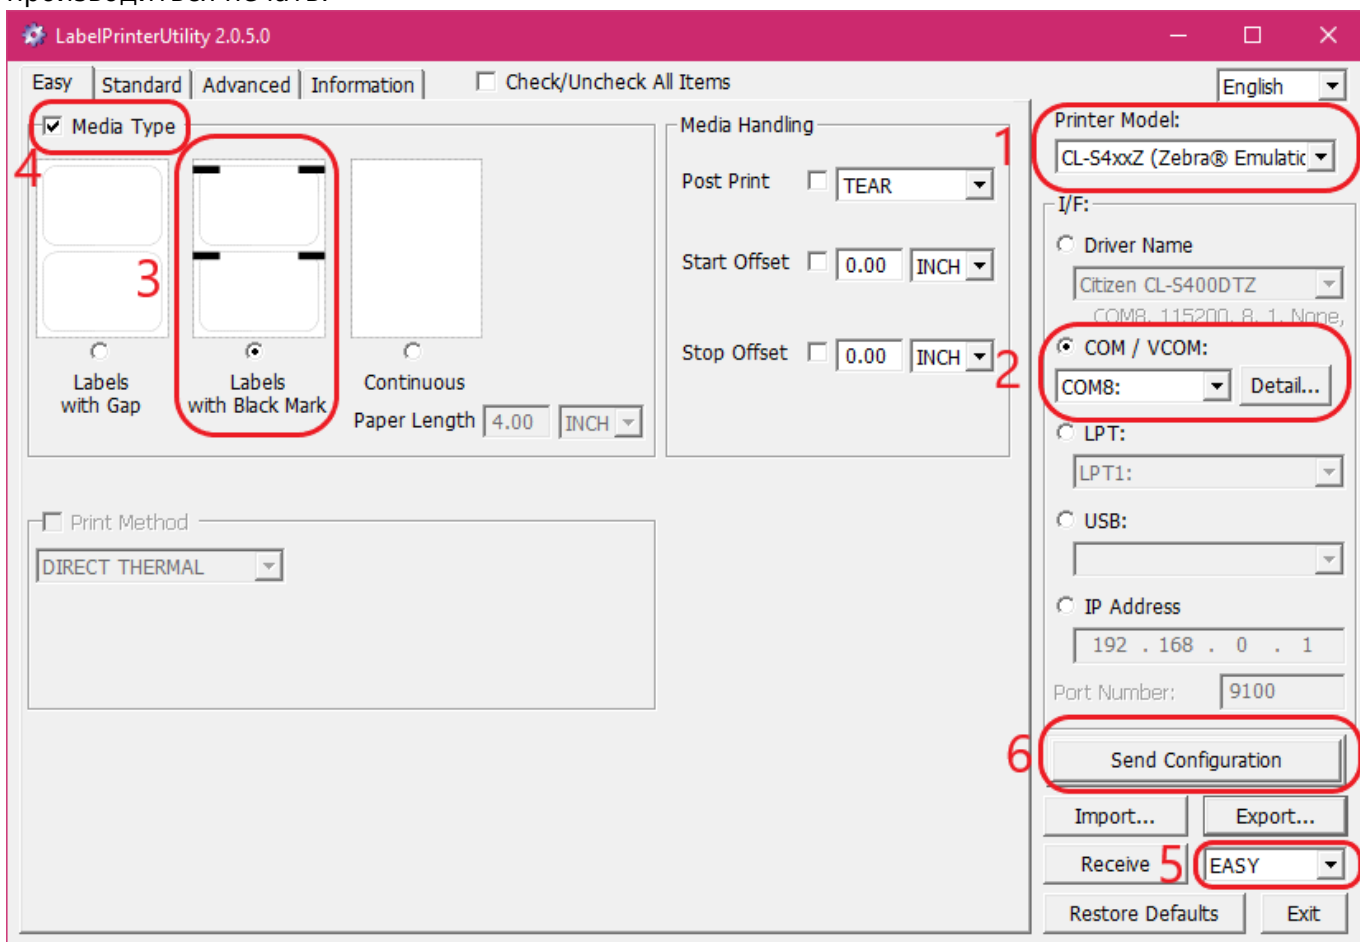 производиться печать.
LabelPrinterUtility 2.0.5.0
Easy Standard Advanced Information Check/Uncheck All Items English
Media Type
4
3
Labels with Gap
Labels with Black Mark
Continuous
Paper Length 4.00 INCH
Media Handling
Post Print TEAR
Start Offset 0.00 INCH
Stop Offset 0.00 INCH
Print Method
DIRECT THERMAL
1
Printer Model:
CL-S4xxZ (Zebra® Emulatic
I/F:
Driver Name
Citizen CL-S400DTZ
COM8, 115200, 8, 1, None,
2
COM / VCOM:
COM8: Detail...
LPT:
LPT1:
USB:
IP Address
192 . 168 . 0 . 1
Port Number: 9100
6
Send Configuration
Import... Export...
Receive 5 EASY
Restore Defaults Exit